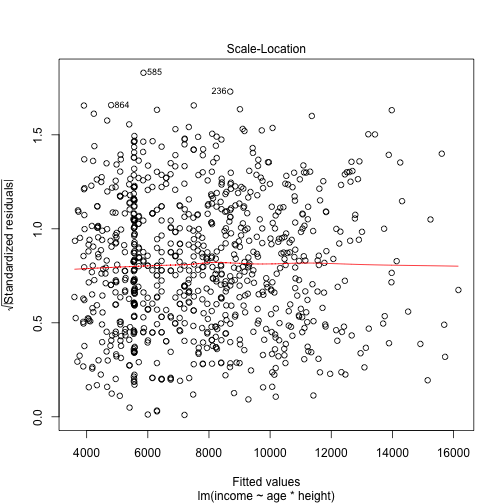 Scale-Location
585
236
864
√|Standardized residuals|
0.0 0.5 1.0 1.5
4000 6000 8000 10000 12000 14000 16000
Fitted values
lm(income ~ age * height)